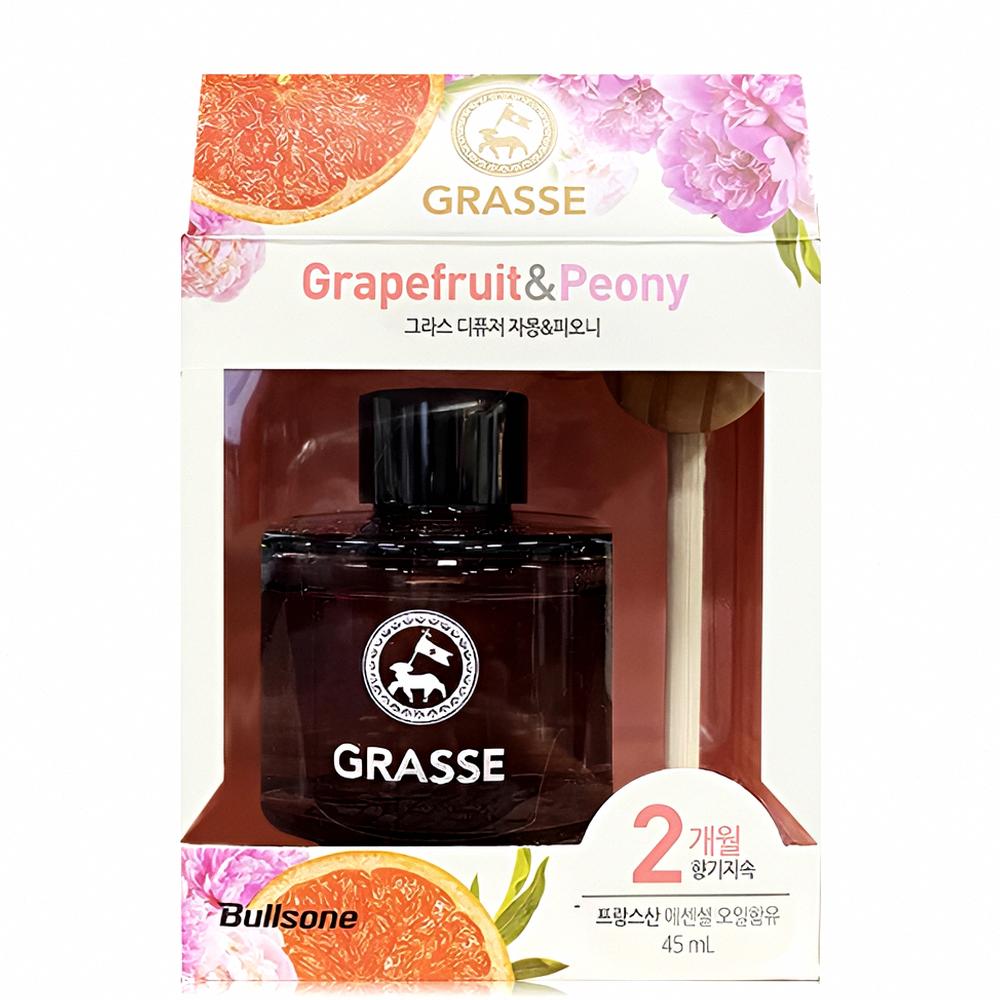 GRASSE
Grapefruit&Peony
그라스 디퓨저 자몽&피오니
GRASSE
2개월
향기지속
프랑스산 에센셜 오일함유
45 mL
Bullsone